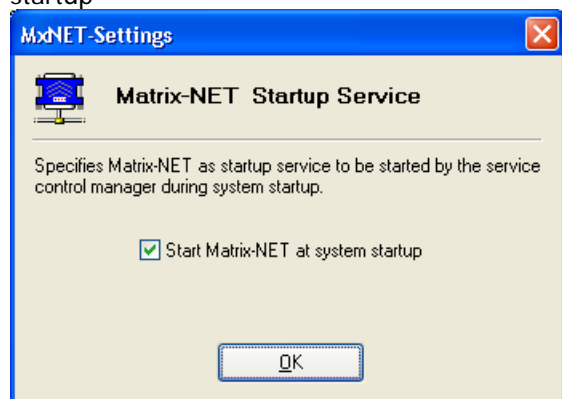 startup
MxNET-Settings
Matrix-NET Startup Service
Specifies Matrix-NET as startup service to be started by the service
control manager during system startup.
Start Matrix-NET at system startup
OK